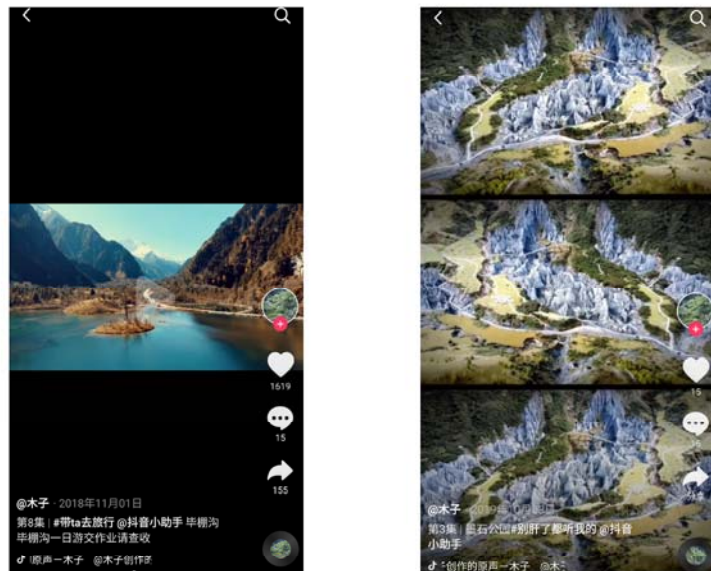 1619
15
155
@木子 · 2018年11月01日
第8集 | #带ta去旅行 @抖音小助手 毕棚沟
毕棚沟一日游交作业请查收
原声一木子 @木子创作的
15
@木子
第3集 | 墨石公园#别肝了都听我的 @抖音
小助手
创作的原声一木子 @木